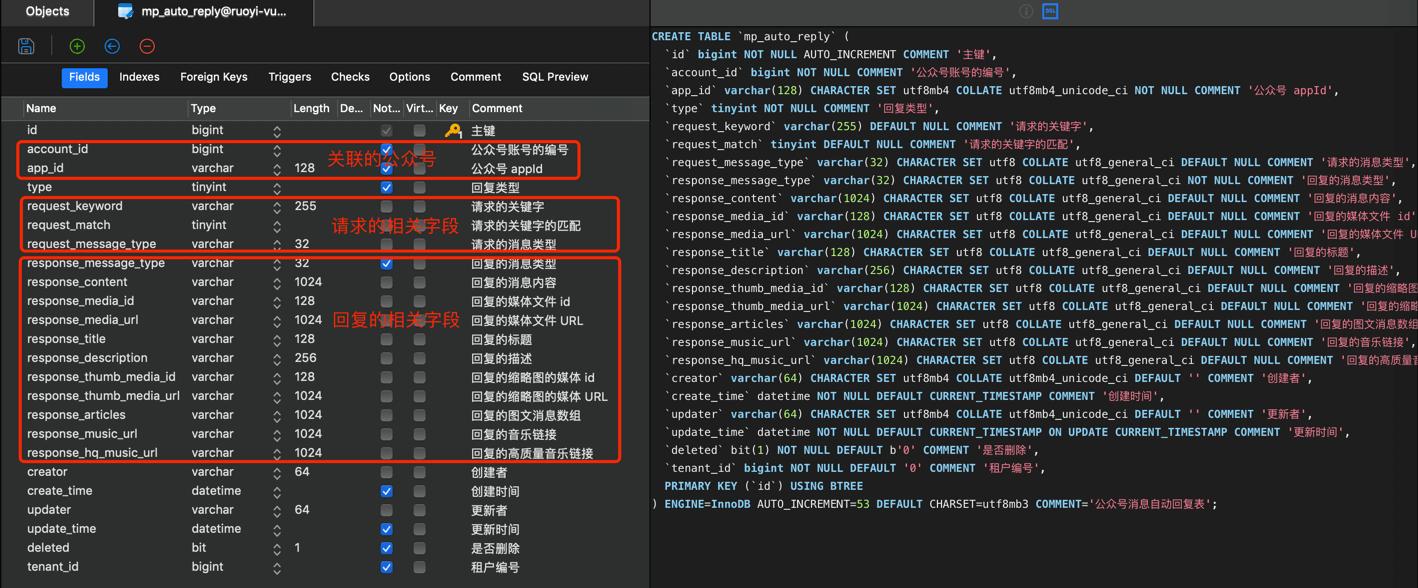 Objects
mp_auto_reply@ruoyi-vu...
Fields Indexes Foreign Keys Triggers Checks Options Comment SQL Preview
Name Type Length De... Not... Virt... Key Comment
id bigint 1 主键
account_id bigint 公众号账号的编号
关联的公众号
app_id varchar 128 公众号 appId
type tinyint 回复类型
request_keyword varchar 255 请求的关键字
request_match tinyint 请求的关键字的匹配
请求的相关字段
request_message_type varchar 32 请求的消息类型
response_message_type varchar 32 回复的消息类型
response_content varchar 1024 回复的消息内容
response_media_id varchar 128 回复的媒体文件 id
response_media_url varchar 1024 回复的媒体文件 URL
回复的相关字段
response_title varchar 128 回复的标题
response_description varchar 256 回复的描述
response_thumb_media_id varchar 128 回复的缩略图的媒体 id
response_thumb_media_url varchar 1024 回复的缩略图的媒体 URL
response_articles varchar 1024 回复的图文消息数组
response_music_url varchar 1024 回复的音乐链接
response_hq_music_url varchar 1024 回复的高质量音乐链接
creator varchar 64 创建者
create_time datetime 创建时间
updater varchar 64 更新者
update_time datetime 更新时间
deleted bit 1 是否删除
tenant_id bigint 租户编号
CREATE TABLE `mp_auto_reply` (
`id` bigint NOT NULL AUTO_INCREMENT COMMENT '主键',
`account_id` bigint NOT NULL COMMENT '公众号账号的编号',
`app_id` varchar(128) CHARACTER SET utf8mb4 COLLATE utf8mb4_unicode_ci NOT NULL COMMENT '公众号 appId',
`type` tinyint NOT NULL COMMENT '回复类型',
`request_keyword` varchar(255) DEFAULT NULL COMMENT '请求的关键字',
`request_match` tinyint DEFAULT NULL COMMENT '请求的关键字的匹配',
`request_message_type` varchar(32) CHARACTER SET utf8 COLLATE utf8_general_ci DEFAULT NULL COMMENT '请求的消息类型',
`response_message_type` varchar(32) CHARACTER SET utf8 COLLATE utf8_general_ci NOT NULL COMMENT '回复的消息类型',
`response_content` varchar(1024) CHARACTER SET utf8 COLLATE utf8_general_ci DEFAULT NULL COMMENT '回复的消息内容',
`response_media_id` varchar(128) CHARACTER SET utf8 COLLATE utf8_general_ci DEFAULT NULL COMMENT '回复的媒体文件 id'
`response_media_url` varchar(1024) CHARACTER SET utf8 COLLATE utf8_general_ci DEFAULT NULL COMMENT '回复的媒体文件 UR
`response_title` varchar(128) CHARACTER SET utf8 COLLATE utf8_general_ci DEFAULT NULL COMMENT '回复的标题',
`response_description` varchar(256) CHARACTER SET utf8 COLLATE utf8_general_ci DEFAULT NULL COMMENT '回复的描述',
`response_thumb_media_id` varchar(128) CHARACTER SET utf8 COLLATE utf8_general_ci DEFAULT NULL COMMENT '回复的缩略图
`response_thumb_media_url` varchar(1024) CHARACTER SET utf8 COLLATE utf8_general_ci DEFAULT NULL COMMENT '回复的缩略
`response_articles` varchar(1024) CHARACTER SET utf8 COLLATE utf8_general_ci DEFAULT NULL COMMENT '回复的图文消息数组
`response_music_url` varchar(1024) CHARACTER SET utf8 COLLATE utf8_general_ci DEFAULT NULL COMMENT '回复的音乐链接',
`response_hq_music_url` varchar(1024) CHARACTER SET utf8 COLLATE utf8_general_ci DEFAULT NULL COMMENT '回复的高质量音
`creator` varchar(64) CHARACTER SET utf8mb4 COLLATE utf8mb4_unicode_ci DEFAULT '' COMMENT '创建者',
`create_time` datetime NOT NULL DEFAULT CURRENT_TIMESTAMP COMMENT '创建时间',
`updater` varchar(64) CHARACTER SET utf8mb4 COLLATE utf8mb4_unicode_ci DEFAULT '' COMMENT '更新者',
`update_time` datetime NOT NULL DEFAULT CURRENT_TIMESTAMP ON UPDATE CURRENT_TIMESTAMP COMMENT '更新时间',
`deleted` bit(1) NOT NULL DEFAULT b'0' COMMENT '是否删除',
`tenant_id` bigint NOT NULL DEFAULT '0' COMMENT '租户编号',
PRIMARY KEY (`id`) USING BTREE
) ENGINE=InnoDB AUTO_INCREMENT=53 DEFAULT CHARSET=utf8mb3 COMMENT='公众号消息自动回复表';